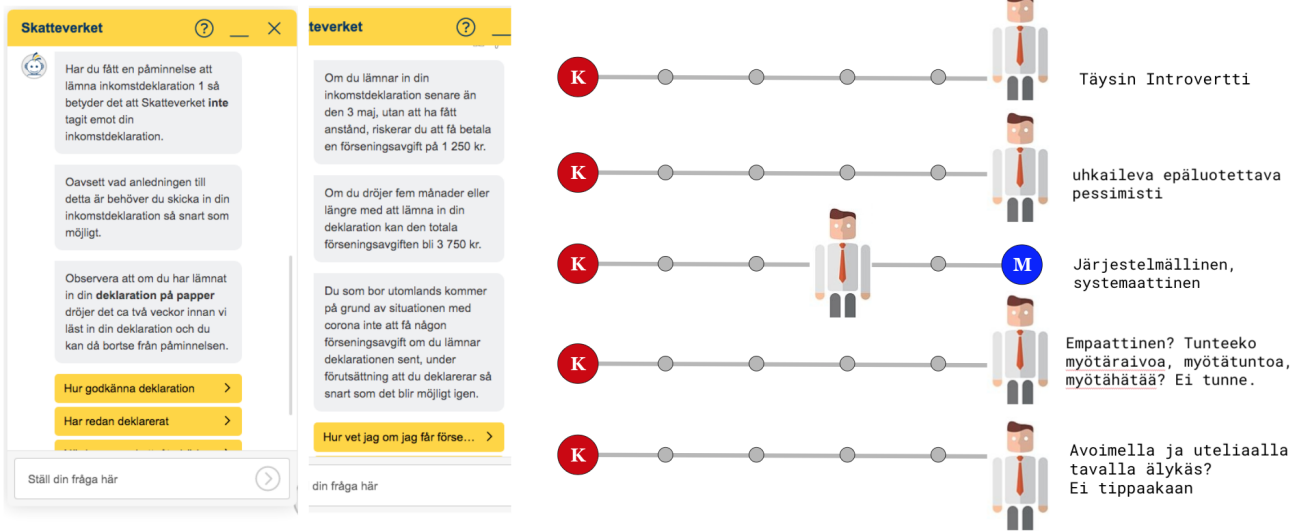 Skatteverket
Har du fått en påminnelse att
lämna inkomstdeklaration 1 så
betyder det att Skatteverket inte
tagit emot din
inkomstdeklaration.
Oavsett vad anledningen till
detta är behöver du skicka in din
inkomstdeklaration så snart som
möjligt.
Observera att om du har lämnat
in din deklaration på papper
dröjer det ca två veckor innan vi
läst in din deklaration och du
kan då bortse från påminnelsen.
Hur godkänna deklaration
Har redan deklarerat
Ställ din fråga här
tteverket
Om du lämnar in din
inkomstdeklaration senare än
den 3 maj, utan att ha fått
anstånd, riskerar du att få betala
en förseningsavgift på 1 250 kr.
Om du dröjer fem månader eller
längre med att lämna in din
deklaration kan den totala
förseningsavgiften bli 3 750 kr.
Du som bor utomlands kommer
på grund av situationen med
corona inte att få någon
förseningsavgift om du lämnar
deklarationen sent, under
förutsättning att du deklarerar så
snart som det blir möjligt igen.
Hur vet jag om jag får förse...
din fråga här
K
Täysin Introvertti
K
uhkaileva epäluotettava
pessimisti
K
M
Järjestelmällinen,
systemaattinen
K
Empaattinen? Tunteeko
myötäraivoa, myötätuntoa,
myötähätää? Ei tunne.
K
Avoimella ja uteliaalla
tavalla älykäs?
Ei tippaakaan